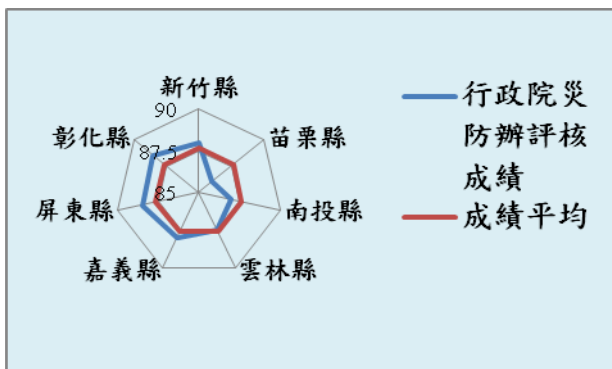 新竹縣
90
苗栗縣
彰化縣
87.5
85
屏東縣
南投縣
嘉義縣
雲林縣
行政院災
防辦評核
成績
成績平均